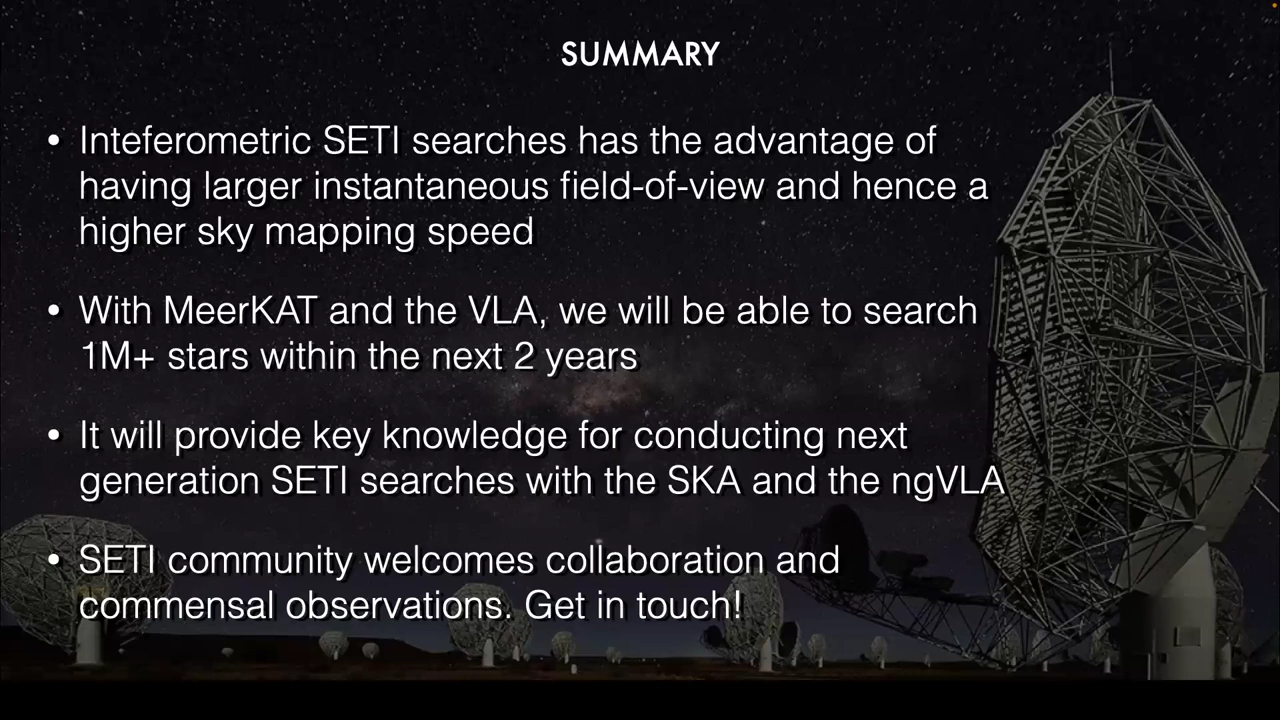 SUMMARY
• Inteferometric SETI searches has the advantage of
having larger instantaneous field-of-view and hence a
higher sky mapping speed
• With MeerKAT and the VLA, we will be able to search
1M+ stars within the next 2 years
• It will provide key knowledge for conducting next
generation SETI searches with the SKA and the ngVLA
• SETI community welcomes collaboration and
commensal observations. Get in touch!